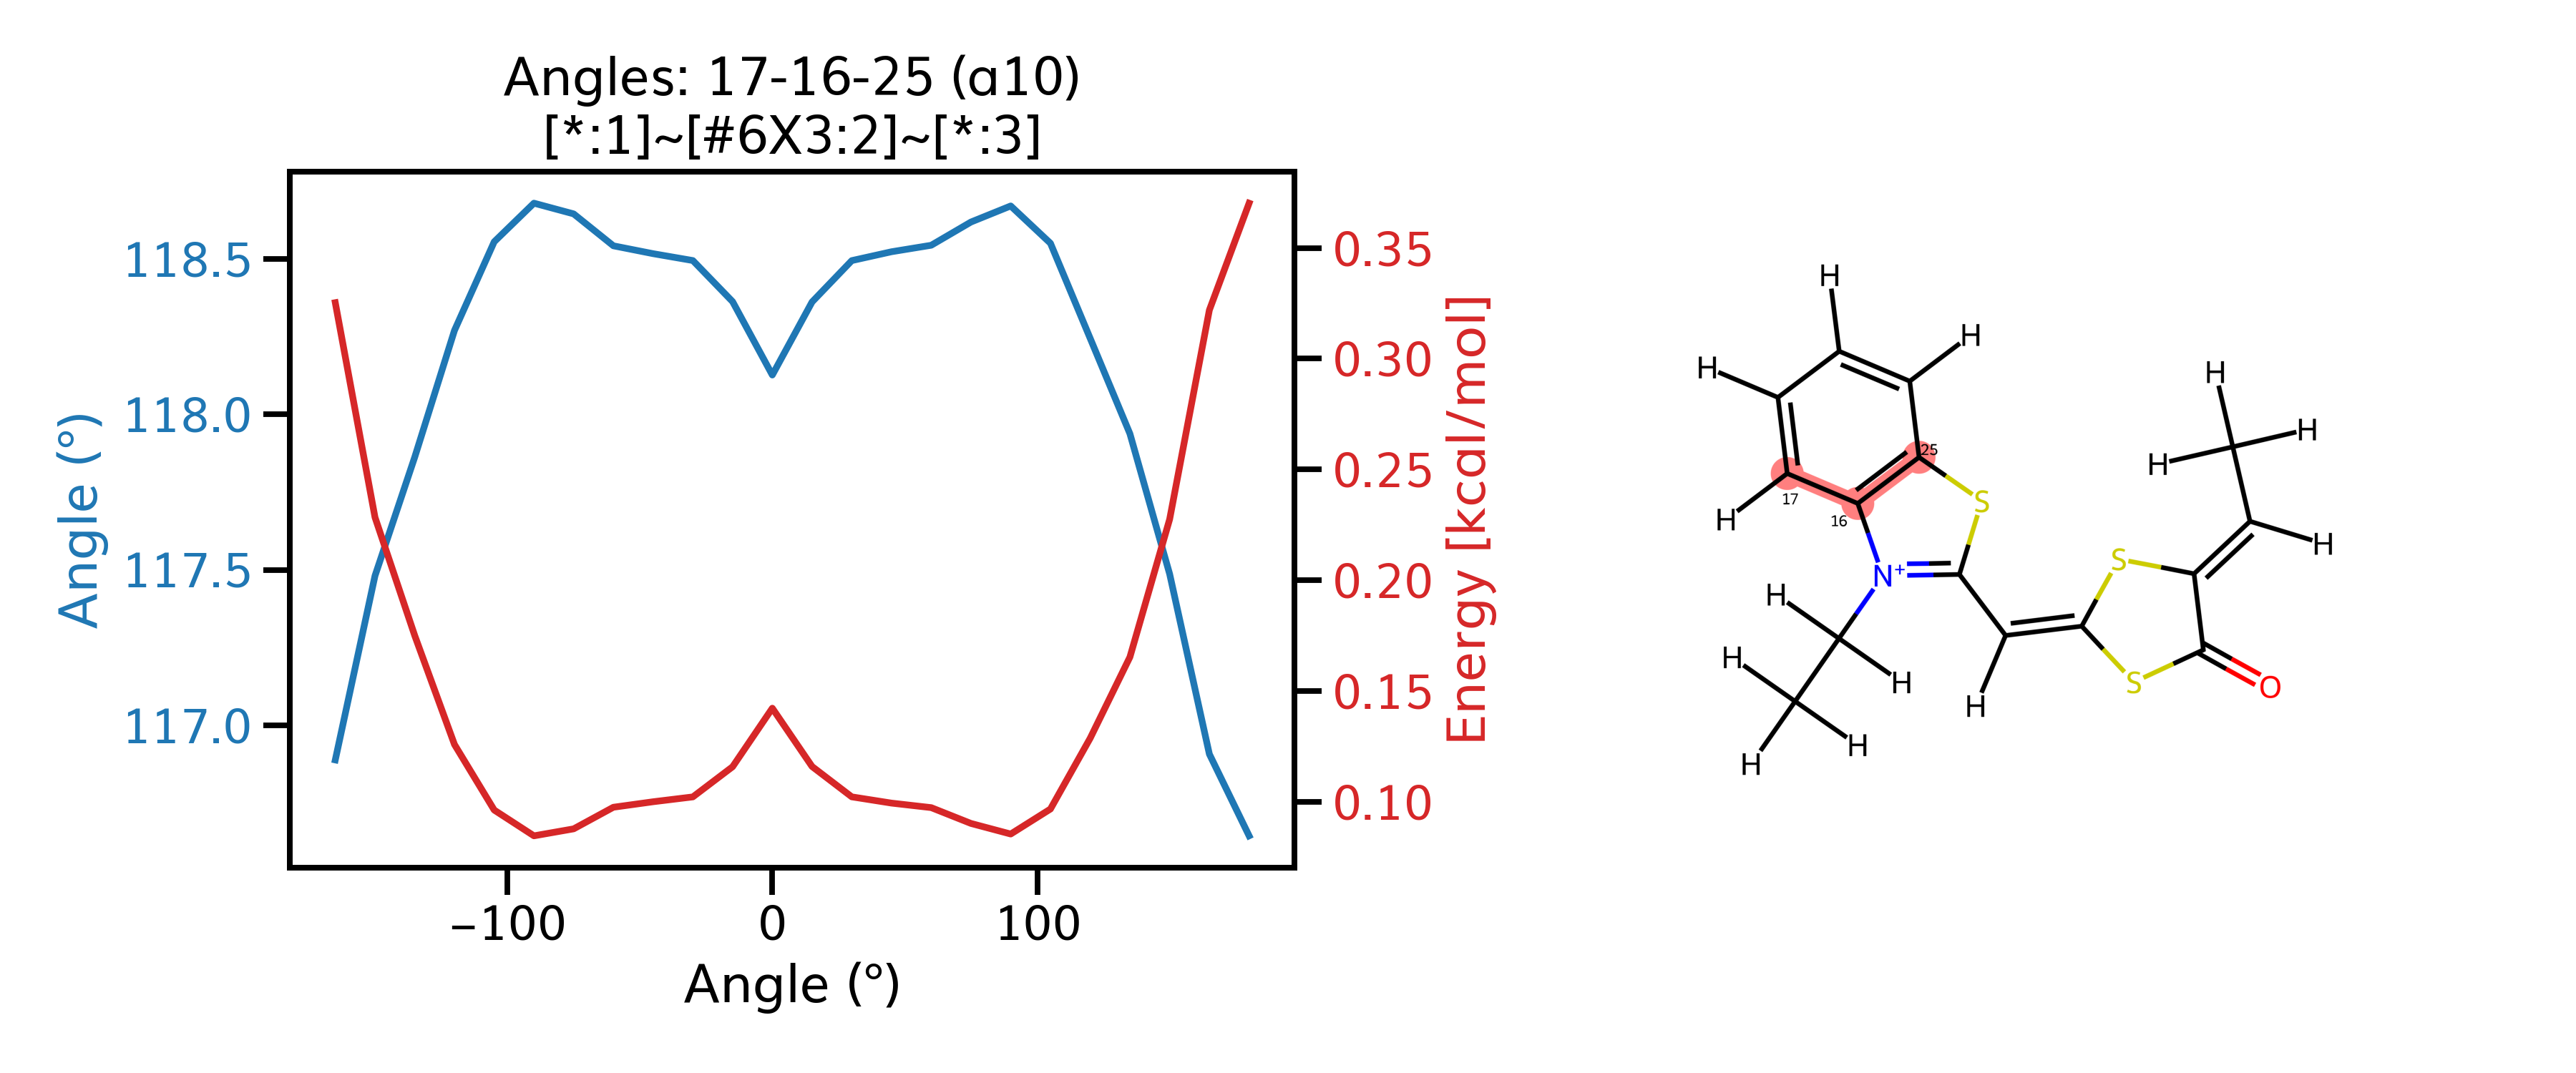 Angles: 17-16-25 (α10)
[*:1]~[#6X3:2]~[*:3]
Angle (°)
118.5
118.0
117.5
117.0
0.35
0.30
0.25
0.20
0.15
0.10
Energy [kcal/mol]
−100
0
100
Angle (°)
H
H
H
H
25
17
16
S
N+
H
H
H
H
H
H
S
S
O
H
H
H
H